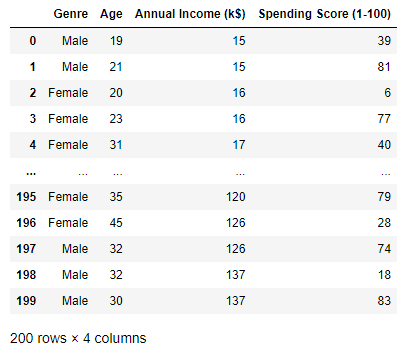 Genre Age Annual Income (k$) Spending Score (1-100)
0 Male 19 15 39
1 Male 21 15 81
2 Female 20 16 6
3 Female 23 16 77
4 Female 31 17 40
... ... ... ... ...
195 Female 35 120 79
196 Female 45 126 28
197 Male 32 126 74
198 Male 32 137 18
199 Male 30 137 83
200 rows × 4 columns